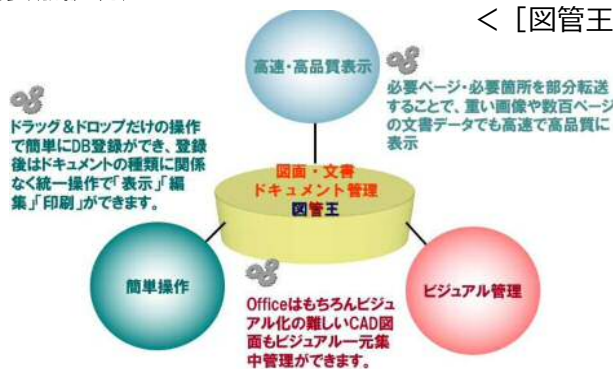 ＜［図管王
高速・高品質表示
必要ページ・必要箇所を部分転送
することで、重い画像や数百ページ
の文書データでも高速で高品質に
表示
ドラッグ＆ドロップだけの操作
で簡単にDB登録ができ、登録
後はドキュメントの種類に関係
なく統一操作で「表示」「編
集」「印刷」ができます。
図面・文書
ドキュメント管理
図管王
簡単操作
ビジュアル管理
Officeはもちろんビジュ
アル化の難しいCAD図
面もビジュアル一元集
中管理ができます。